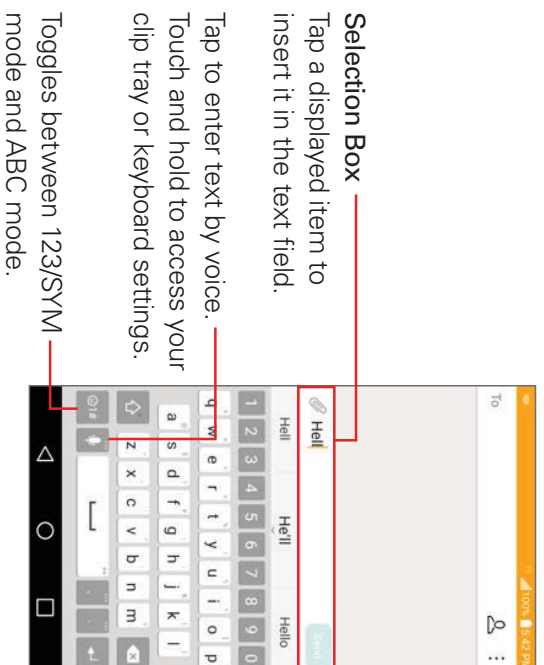 Selection Box
Tap a displayed item to
insert it in the text field.
Tap to enter text by voice.
Touch and hold to access your
clip tray or keyboard settings.
Toggles between 123/SYM
mode and ABC mode.
100% 5:42 PM
To
Hell
Send
Hell He'll Hello
1 2 3 4 5 6 7 8 9 0
q w e r t y u i o p
a s d f g h j k l
z x c v b n m
1#